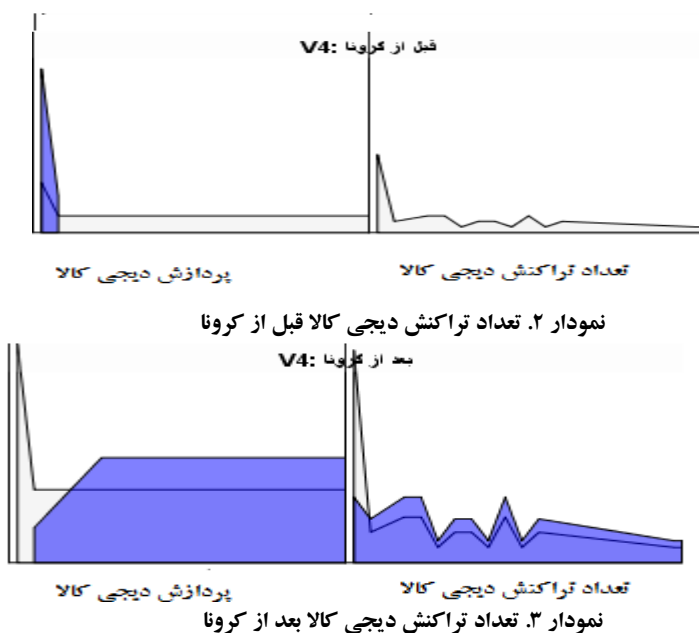 قبل از کرونا :V4
تعداد تراکنش دیجی کالا
پردازش دیجی کالا
نمودار ۲. تعداد تراکنش دیجی کالا قبل از کرونا
بعد از کرونا :V4
تعداد تراکنش دیجی کالا
پردازش دیجی کالا
نمودار ۳. تعداد تراکنش دیجی کالا بعد از کرونا